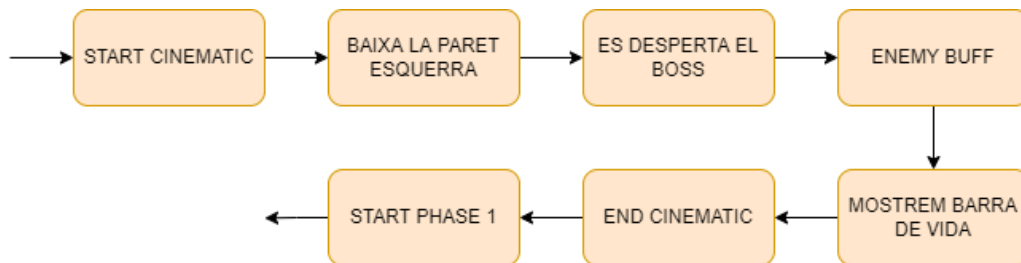 START CINEMATIC
BAIXA LA PARET
ESQUERRA
ES DESPERTA EL
BOSS
ENEMY BUFF
MOSTREM BARRA
DE VIDA
END CINEMATIC
START PHASE 1